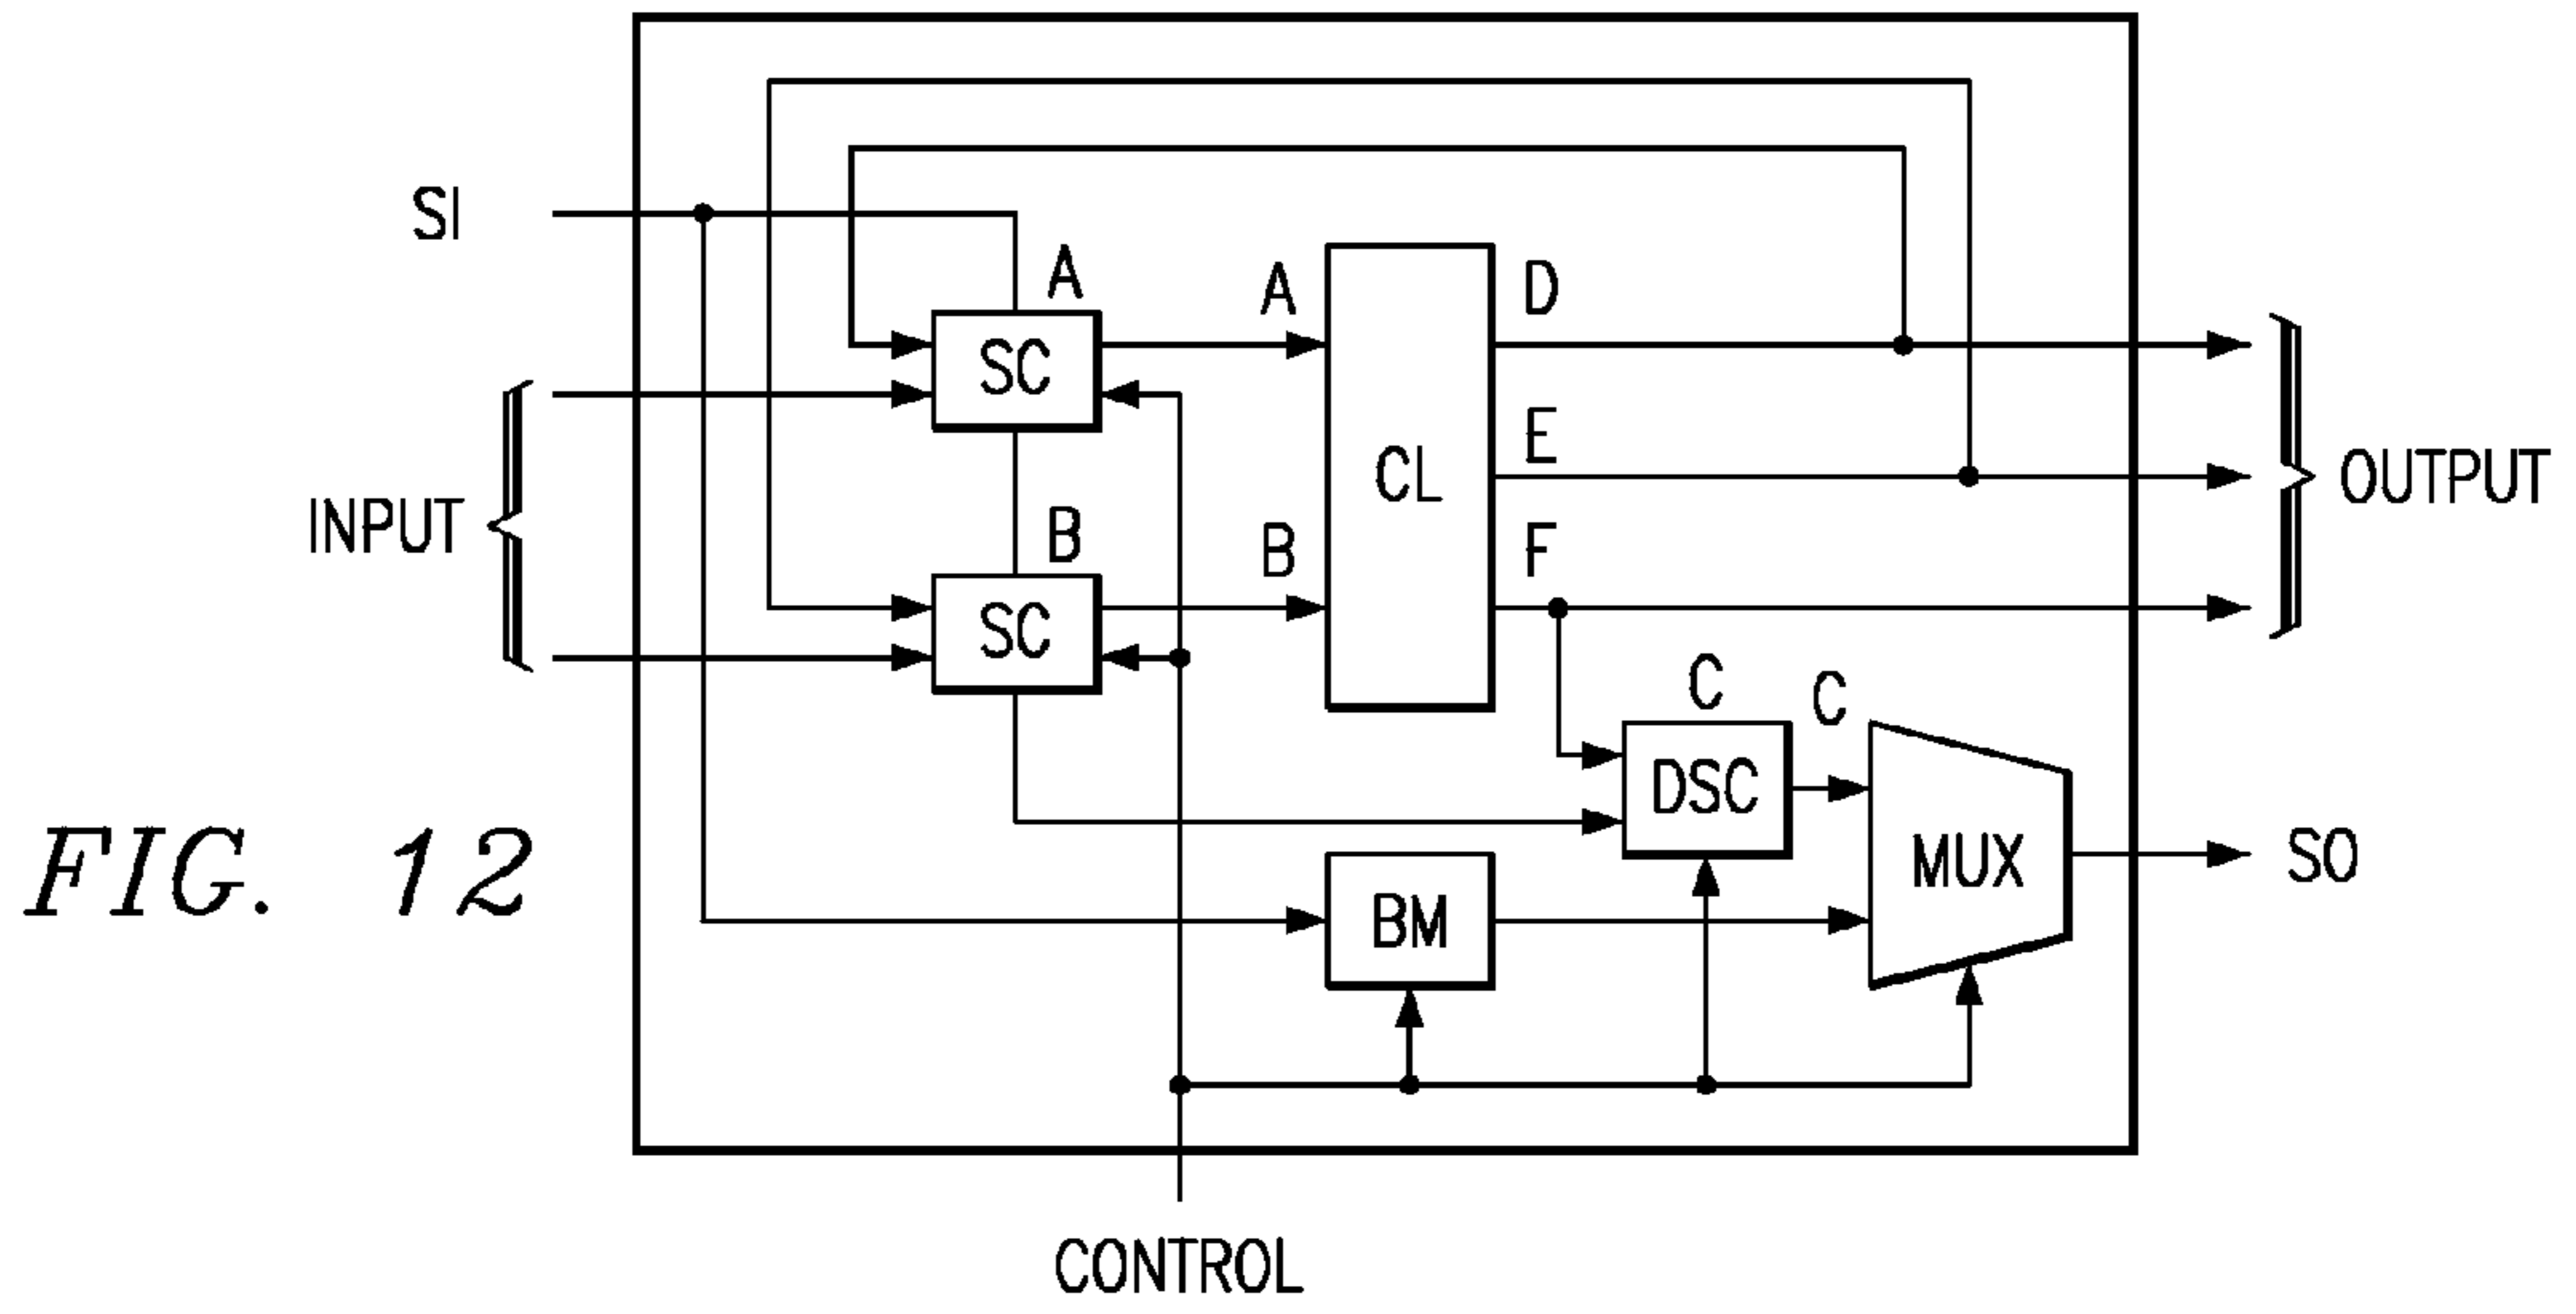 SI
A
A
D
SC
E
CL
INPUT
OUTPUT
B
B
F
SC
C
C
DSC
MUX
SO
BM
FIG. 12
CONTROL